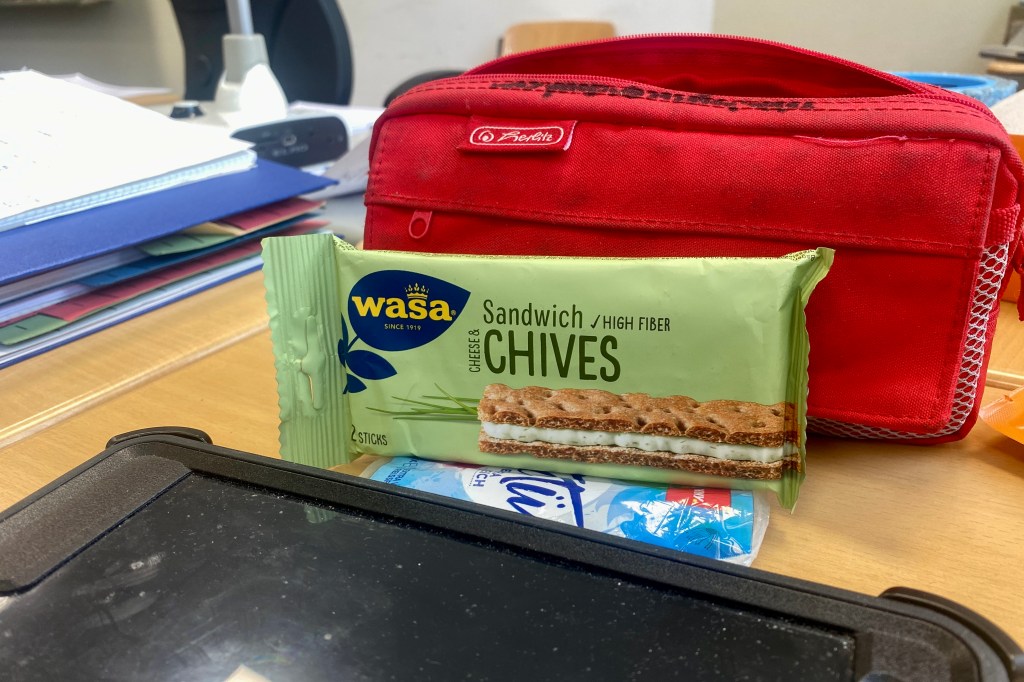 Herlitz
wasa
SINCE 1919
Sandwich ✓HIGH FIBER
CHEESE &
CHIVES
2 STICKS